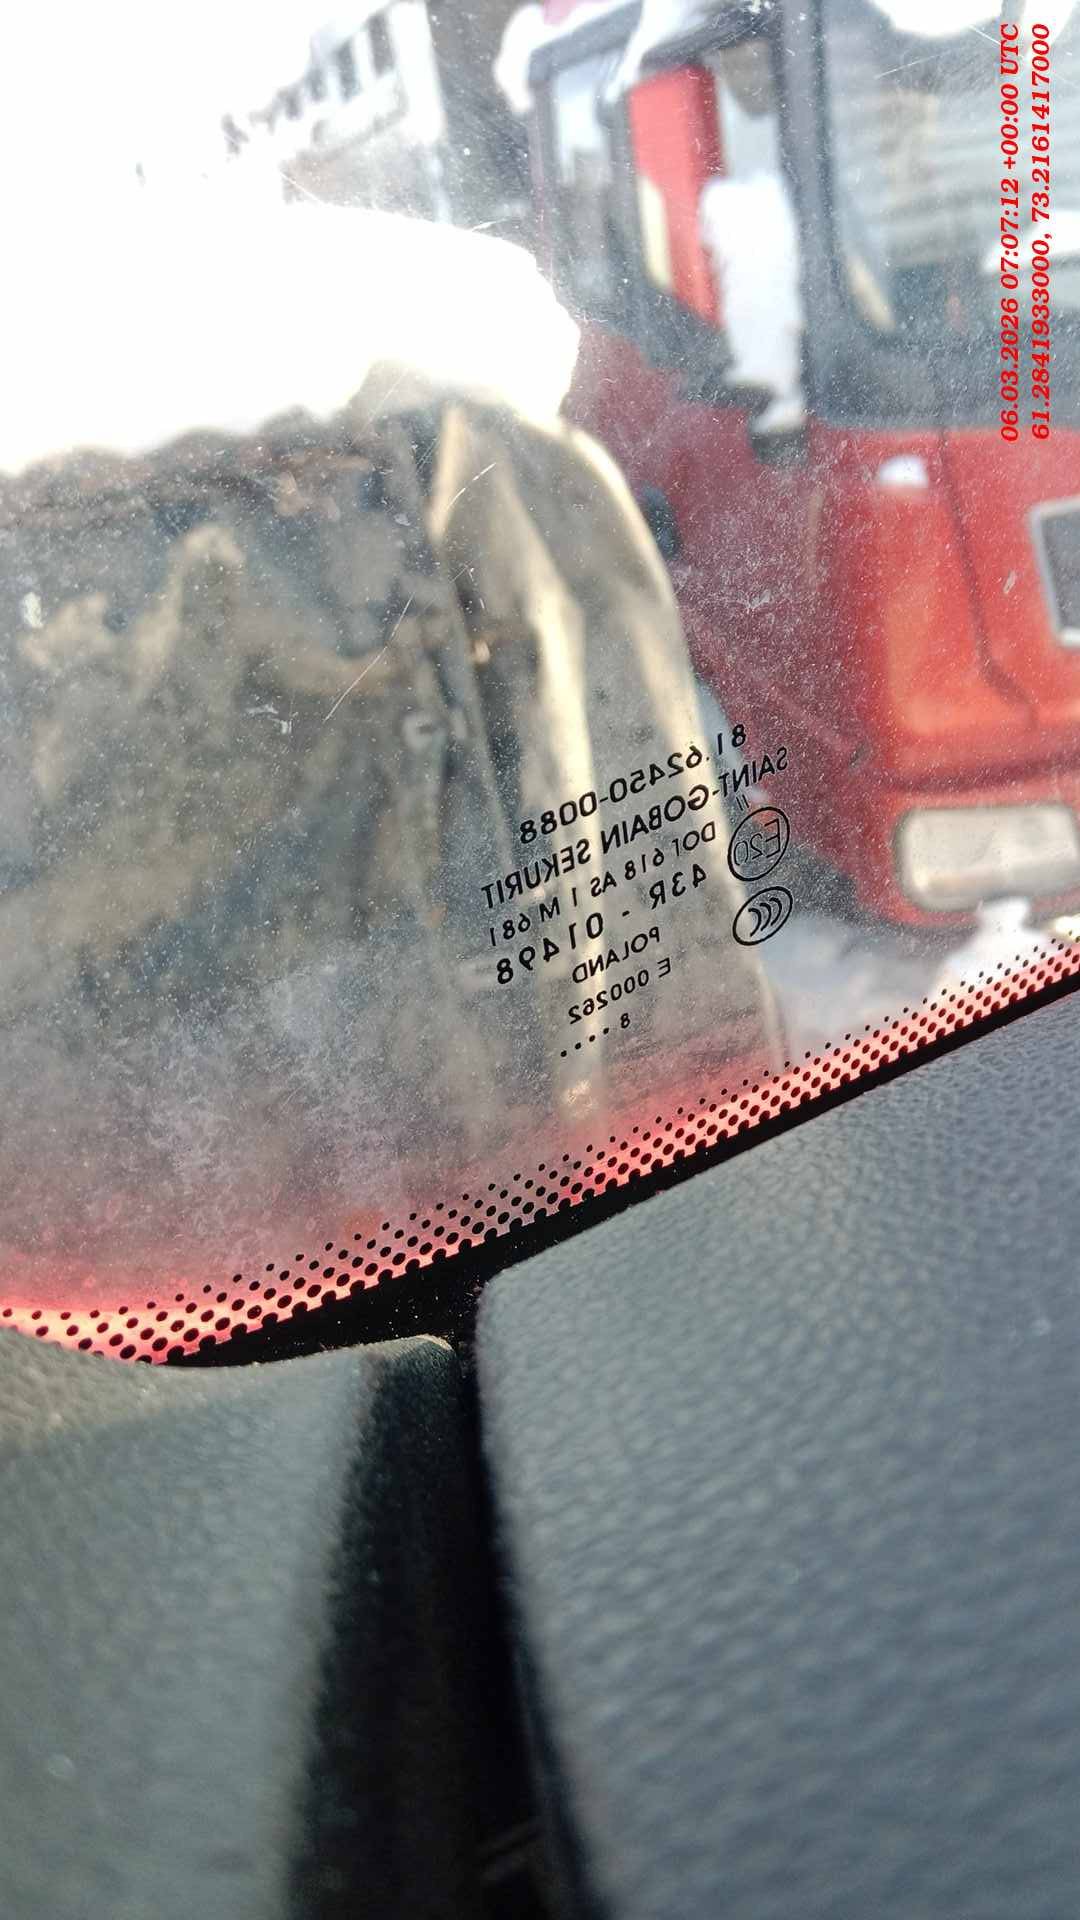 81.62450-0088
SAINT-GOBAIN SEKURIT
II
E20
DOT 618 AS 1 M 681
43R - 01498
POLAND
E 000262
8
....
06.03.2026 07:07:12 +00:00 UTC
61.2841933000, 73.2161417000